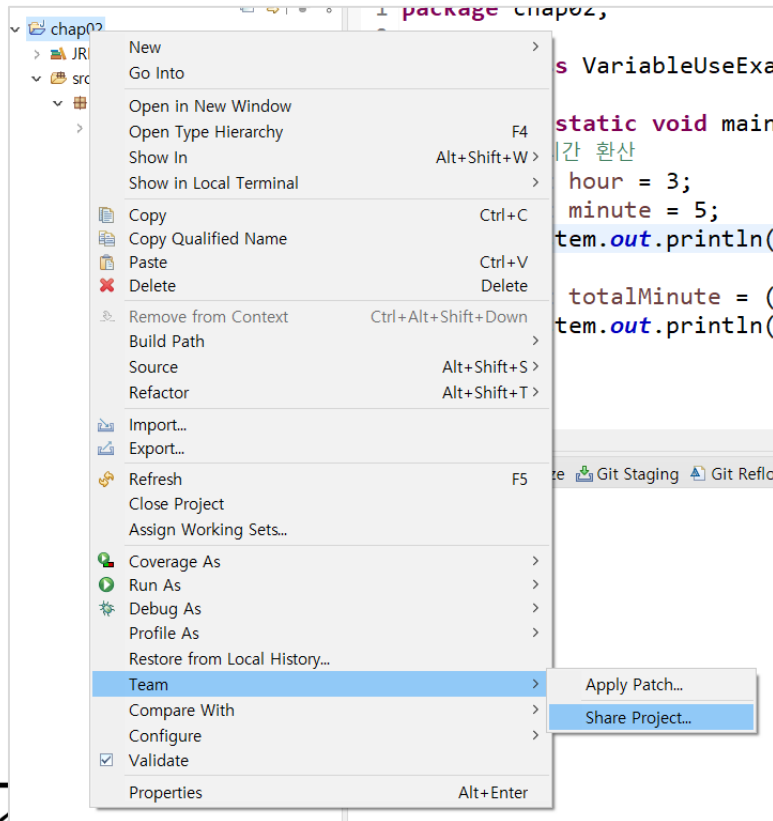 chap02
JR
src
1 package chap02;
s VariableUseExa
static void main
간 환산
hour = 3;
minute = 5;
tem.out.println(
totalMinute = (
tem.out.println(
New
Go Into
Open in New Window
Open Type Hierarchy F4
Show In Alt+Shift+W
Show in Local Terminal
Copy Ctrl+C
Copy Qualified Name
Paste Ctrl+V
Delete Delete
Remove from Context Ctrl+Alt+Shift+Down
Build Path
Source Alt+Shift+S
Refactor Alt+Shift+T
Import...
Export...
Refresh F5
Close Project
Assign Working Sets...
Coverage As
Run As
Debug As
Profile As
Restore from Local History...
Team
Compare With
Configure
Validate
Properties Alt+Enter
Apply Patch...
Share Project...
ze Git Staging Git Reflo